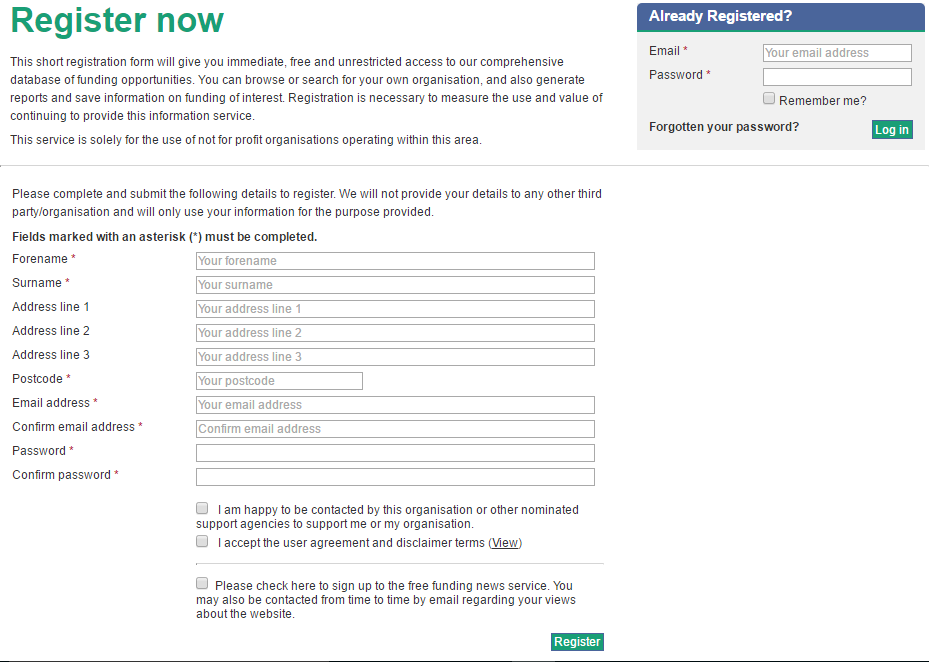 Register now
This short registration form will give you immediate, free and unrestricted access to our comprehensive
database of funding opportunities. You can browse or search for your own organisation, and also generate
reports and save information on funding of interest. Registration is necessary to measure the use and value of
continuing to provide this information service.
This service is solely for the use of not for profit organisations operating within this area.
Already Registered?
Email *
Your email address
Password *
Remember me?
Forgotten your password?
Log in
Please complete and submit the following details to register. We will not provide your details to any other third
party/organisation and will only use your information for the purpose provided.
Fields marked with an asterisk (*) must be completed.
Forename *
Your forename
Surname *
Your surname
Address line 1
Your address line 1
Address line 2
Your address line 2
Address line 3
Your address line 3
Postcode *
Your postcode
Email address *
Your email address
Confirm email address *
Confirm email address
Password *
Confirm password *
I am happy to be contacted by this organisation or other nominated
support agencies to support me or my organisation.
I accept the user agreement and disclaimer terms (View)
Please check here to sign up to the free funding news service. You
may also be contacted from time to time by email regarding your views
about the website.
Register